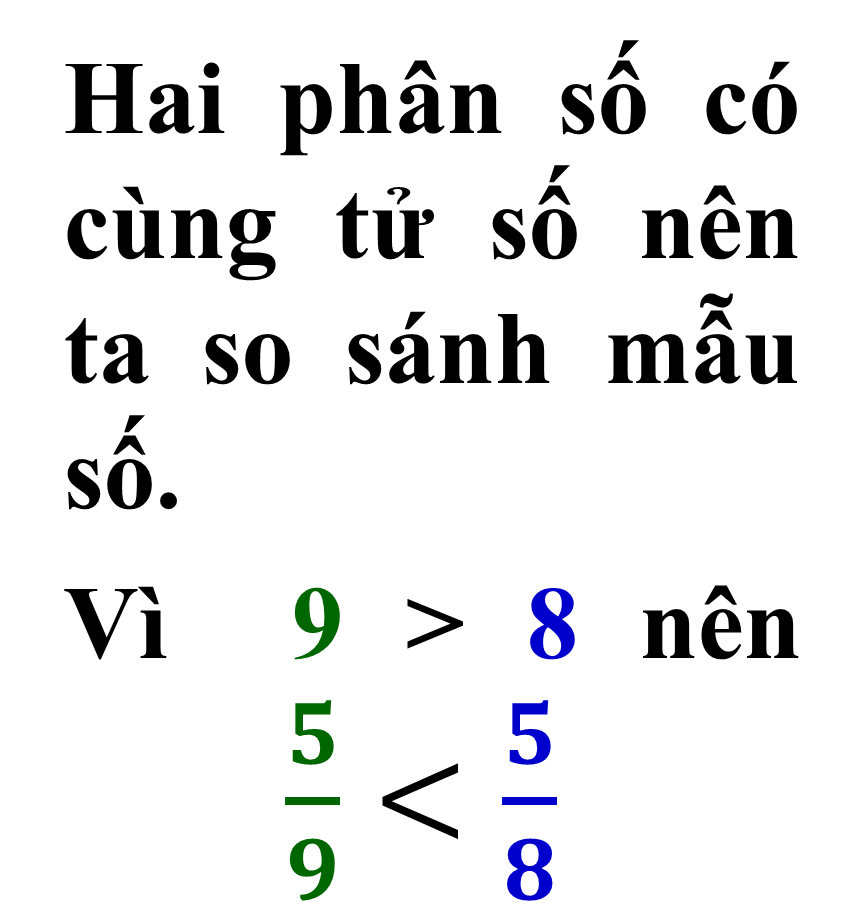 Hai phân số có
cùng tử số nên
ta so sánh mẫu
số.
Vì 9 > 8 nên
5/9 < 5/8